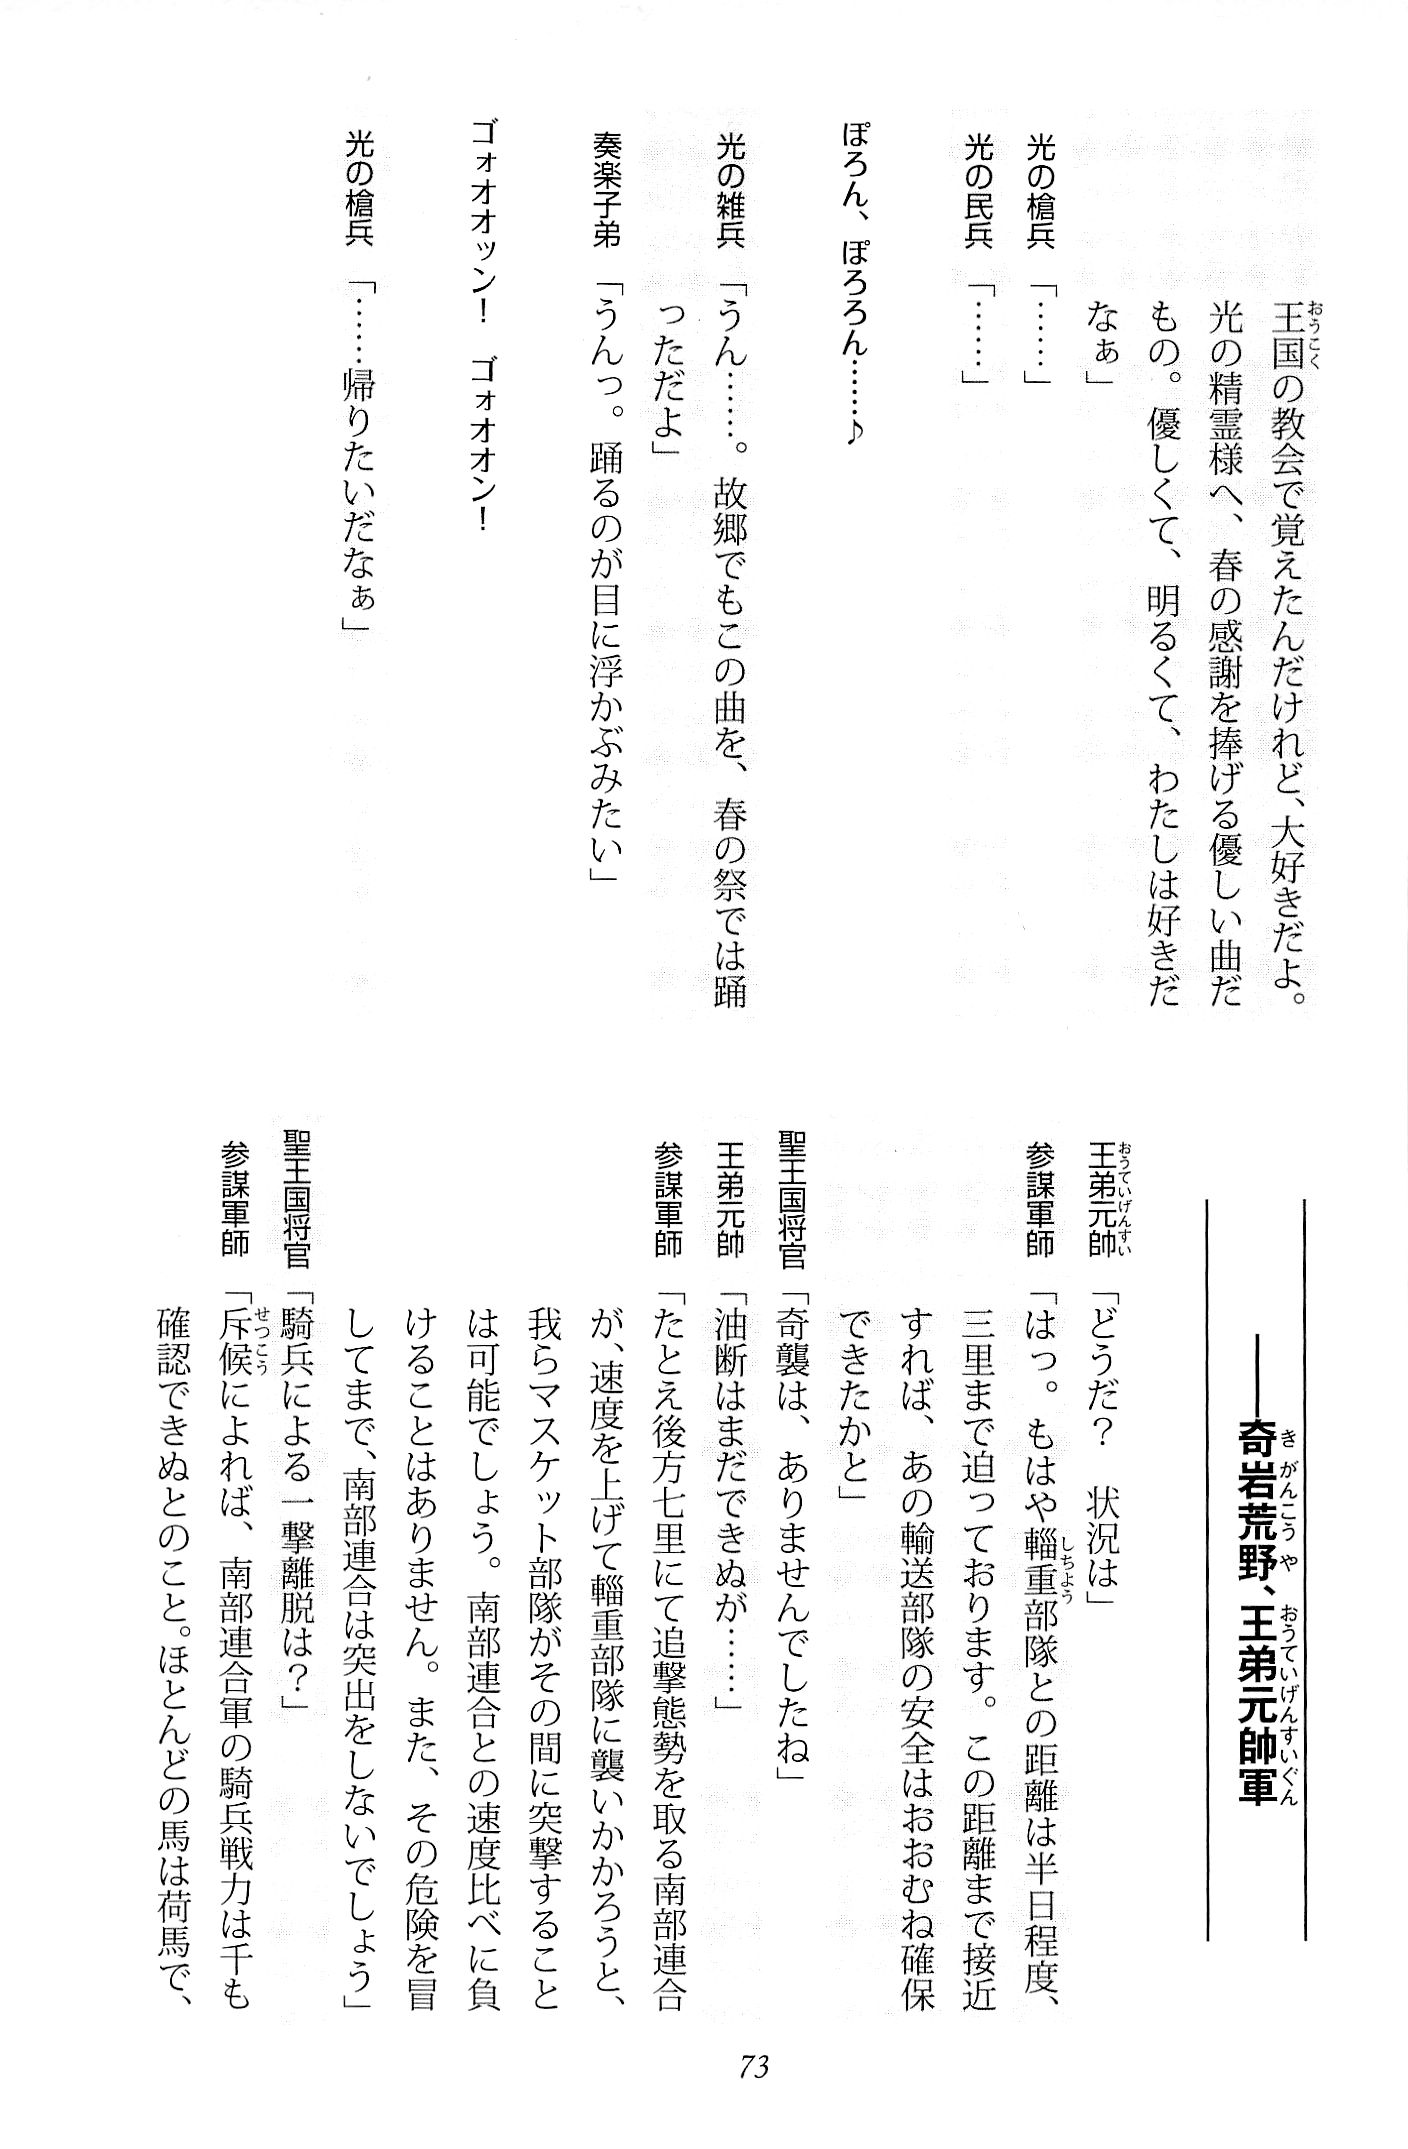 王国の教会で覚えたんだけれど、大好きだよ。
光の精霊様へ、春の感謝を捧げる優しい曲だ
もの。優しくて、明るくて、わたしは好きだ
なぁ」
光の槍兵「……」
光の民兵「……」
ぽろん、ぽろろん……♪
光の雑兵「うん……。故郷でもこの曲を、春の祭では踊
っただよ」
奏楽子弟「うんっ。踊るのが目に浮かぶみたい」
ゴォオオッン！　ゴォオオン！
光の槍兵「……帰りたいだなぁ」
――奇岩荒野、王弟元帥軍
王弟元帥「どうだ？　状況は」
参謀軍師「はっ。もはや輜重部隊との距離は半日程度、
三里まで迫っております。この距離まで接近
すれば、あの輸送部隊の安全はおおむね確保
できたかと」
聖王国将官「奇襲は、ありませんでしたね」
王弟元帥「油断はまだできぬが……」
参謀軍師「たとえ後方七里にて追撃態勢を取る南部連合
が、速度を上げて輜重部隊に襲いかかろうと、
我らマスケット部隊がその間に突撃すること
は可能でしょう。南部連合との速度比べに負
けることはありません。また、その危険を冒
してまで、南部連合は突出をしないでしょう」
聖王国将官「騎兵による一撃離脱は？」
参謀軍師「斥候によれば、南部連合軍の騎兵戦力は千も
確認できぬとのこと。ほとんどの馬は荷馬で、
73